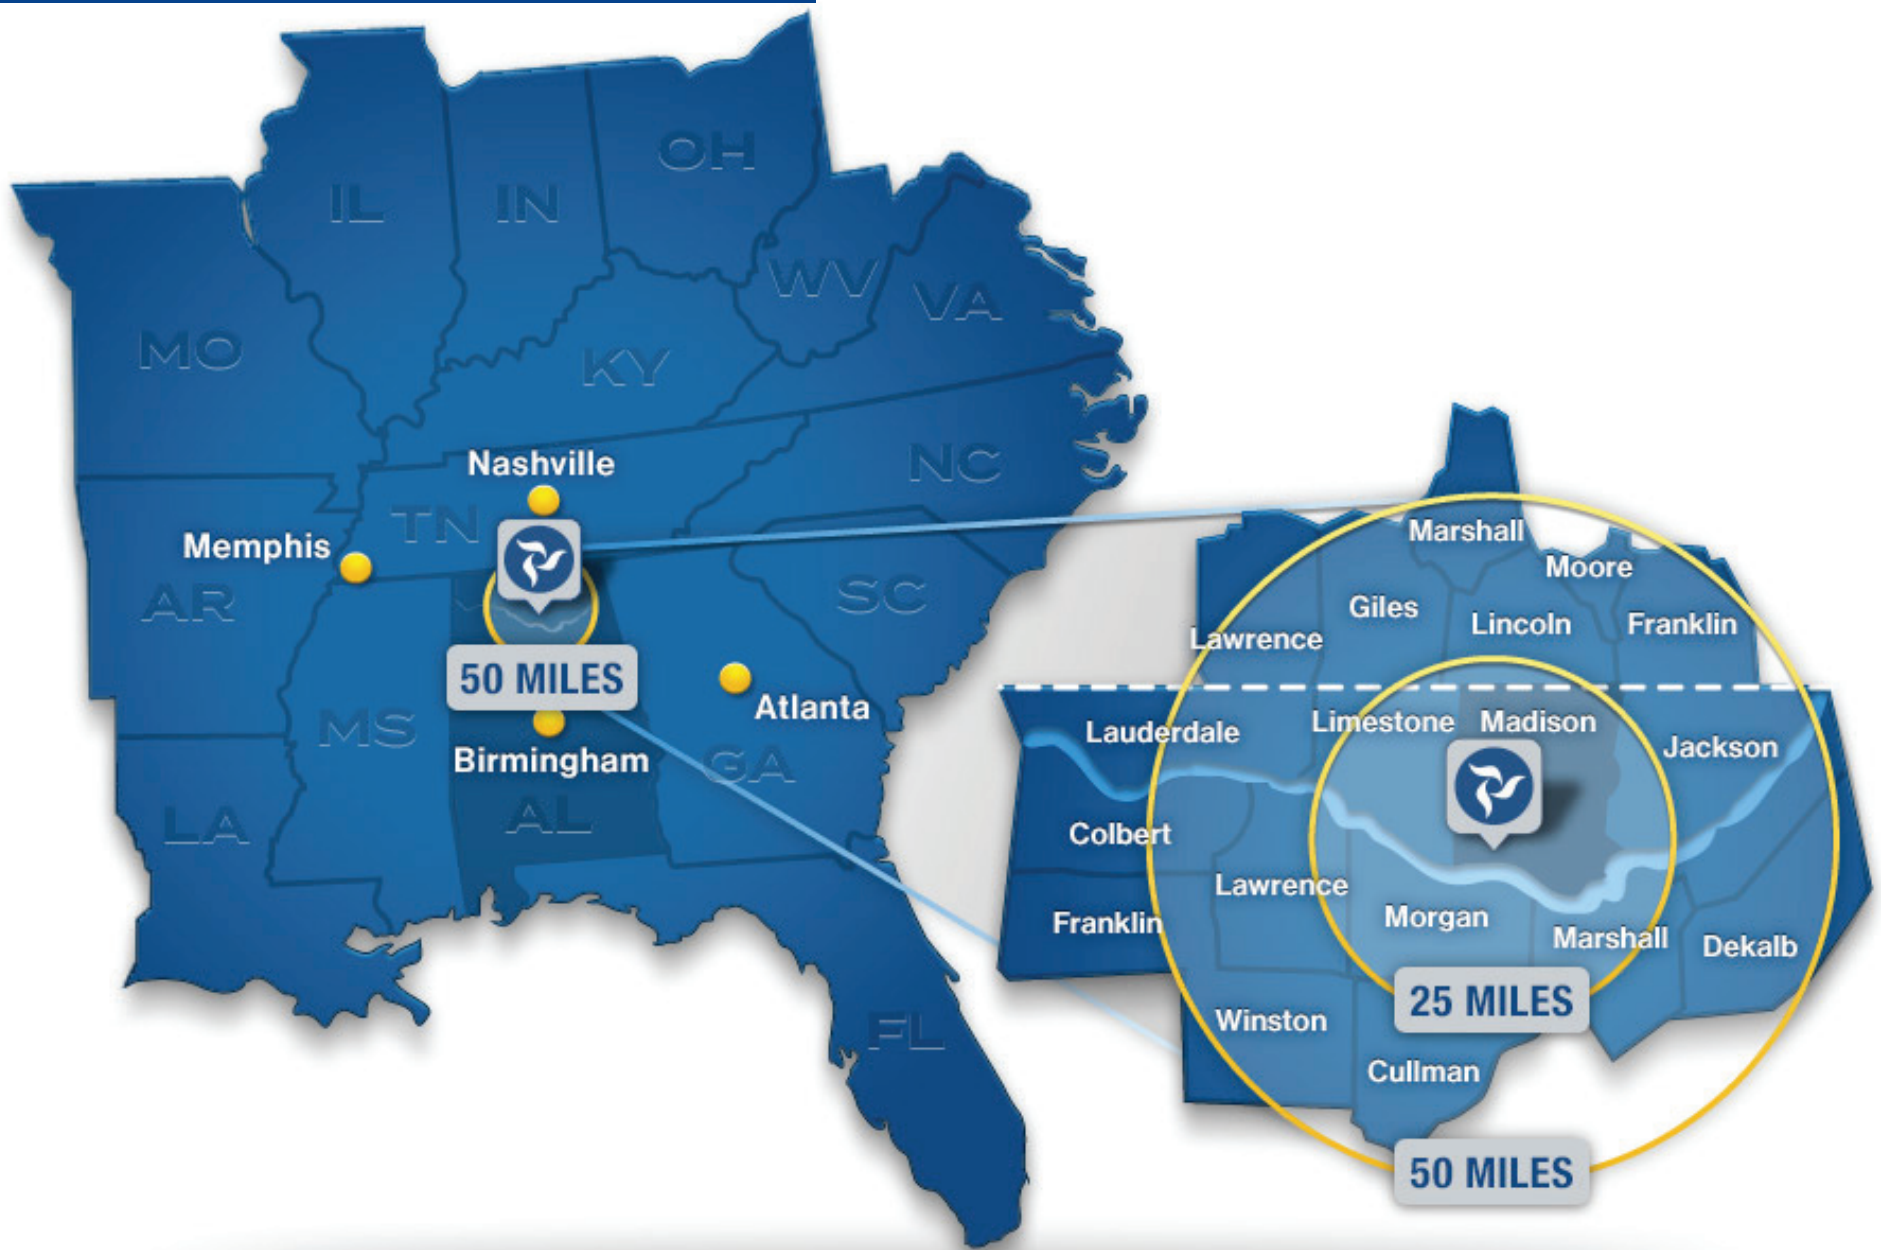 OH
IL
IN
WV
VA
MO
KY
Nashville
NC
TN
Memphis
AR
SC
50 MILES
Atlanta
MS
Birmingham
GA
AL
LA
FL
Marshall
Moore
Giles
Lincoln
Franklin
Lawrence
Limestone
Madison
Lauderdale
Jackson
Colbert
Lawrence
Franklin
Morgan
Marshall
Dekalb
25 MILES
Winston
Cullman
50 MILES